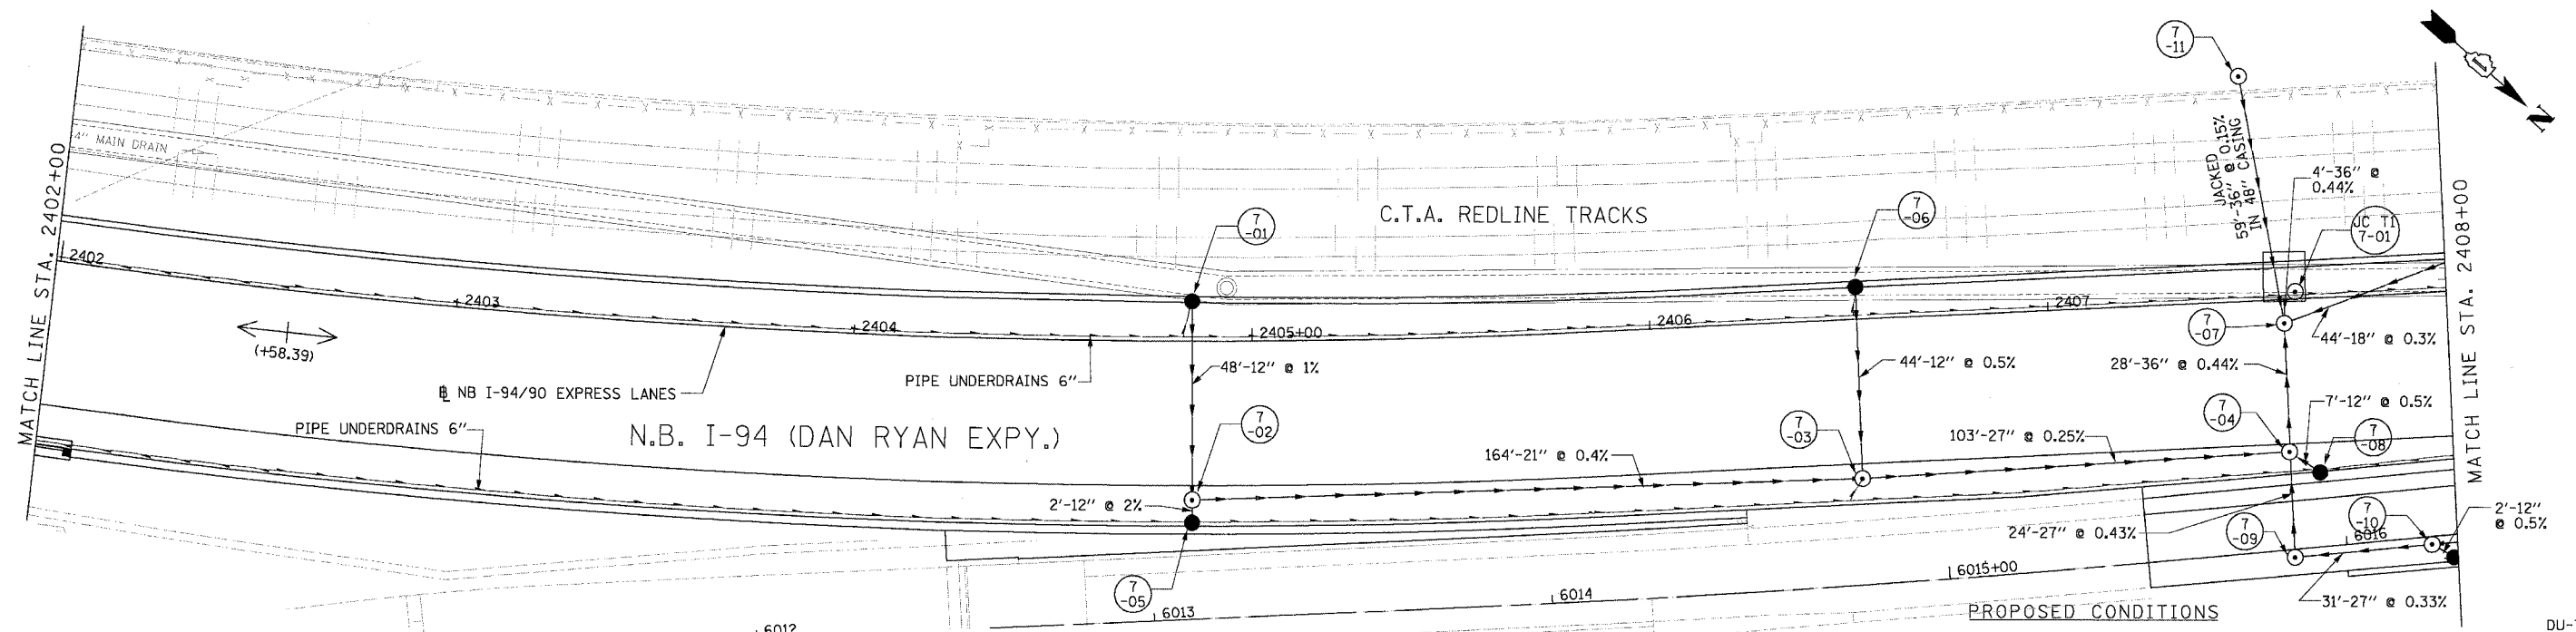 MATCH LINE STA. 2402+00
4" MAIN DRAIN
2402
2403
2404
2405+00
2406
2407
(+58.39)
℄ NB I-94/90 EXPRESS LANES
PIPE UNDERDRAINS 6"
PIPE UNDERDRAINS 6"
N.B. I-94 (DAN RYAN EXPY.)
C.T.A. REDLINE TRACKS
7
-01
7
-06
7
-11
JACKED
59'-36" @ 0.15%
IN 48" CASING
4'-36" @
0.44%
JC T1
7-01
N
MATCH LINE STA. 2408+00
48'-12" @ 1%
44'-12" @ 0.5%
7
-07
44'-18" @ 0.3%
28'-36" @ 0.44%
7
-02
7
-03
7
-04
7'-12" @ 0.5%
7
-08
164'-21" @ 0.4%
103'-27" @ 0.25%
2'-12" @ 2%
24'-27" @ 0.43%
7
-09
7
-10
2'-12"
@ 0.5%
7
-05
6012
6013
6014
6015+00
6016
31'-27" @ 0.33%
PROPOSED CONDITIONS
DU-